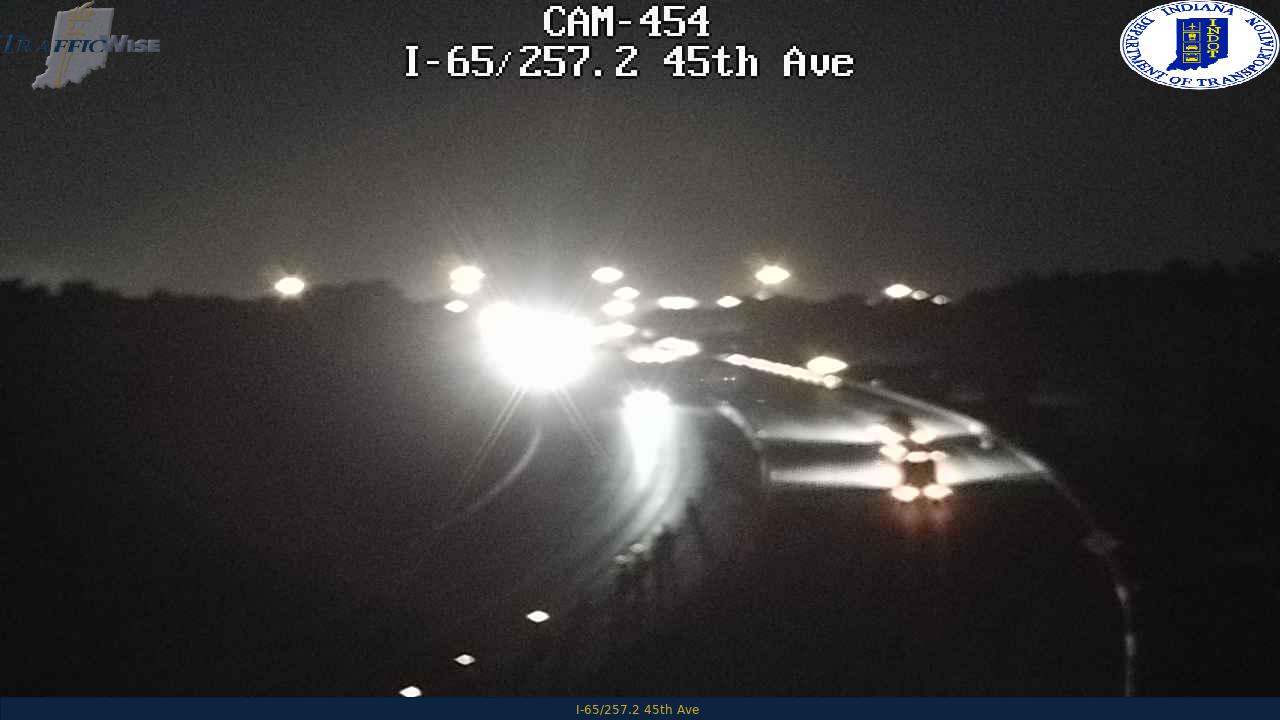 CAM-454
I-65/257.2 45th Ave
TRAFFICWISE
INDIANA
DEPARTMENT OF TRANSPORTATION
INDOT
I-65/257.2 45th Ave